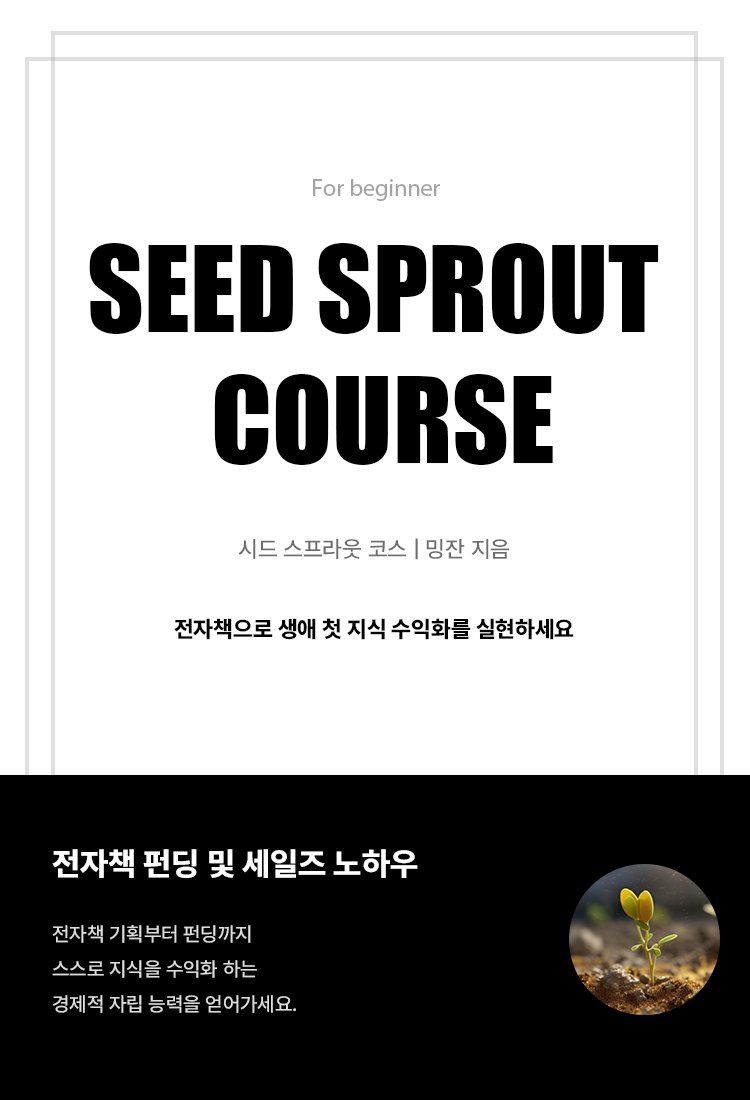 For beginner
SEED SPROUT
COURSE
시드 스프라웃 코스 | 밍잔 지음
전자책으로 생애 첫 지식 수익화를 실현하세요
전자책 펀딩 및 세일즈 노하우
전자책 기획부터 펀딩까지
스스로 지식을 수익화 하는
경제적 자립 능력을 얻어가세요.